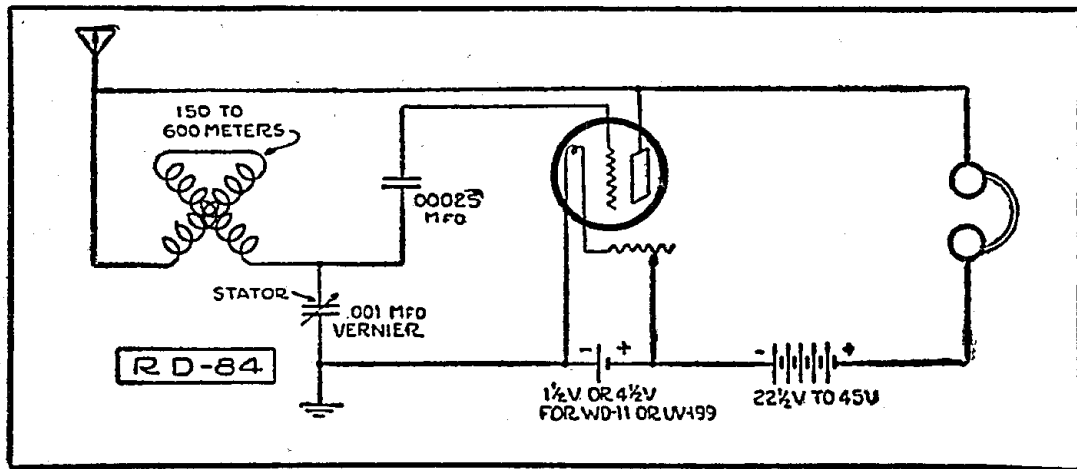 150 TO
600 METERS
.00025
MFD
STATOR
.001 MFD
VERNIER
R D-84
- +
1½V. OR 4½V
FOR WD-11 OR UV-199
- +
22½V TO 45V